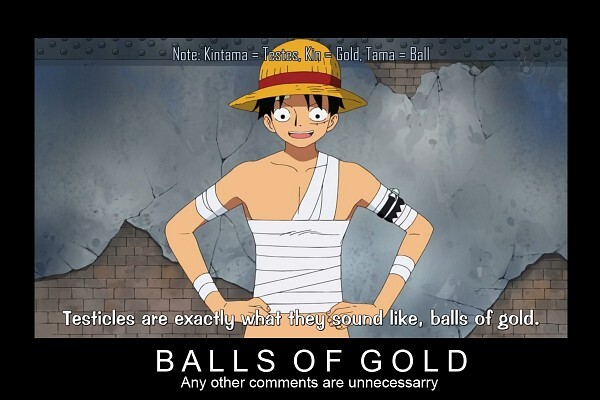 Note: Kintama = Testes, Kin = Gold, Tama = Ball
Testicles are exactly what they sound like, balls of gold.
BALLS OF GOLD
Any other comments are unnecessarry